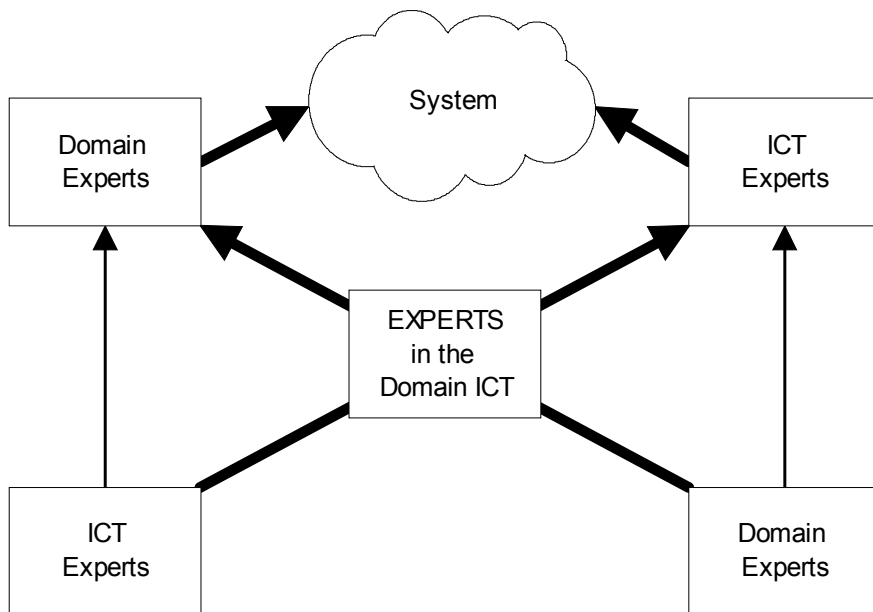 System
Domain
Experts
ICT
Experts
EXPERTS
in the
Domain ICT
ICT
Experts
Domain
Experts